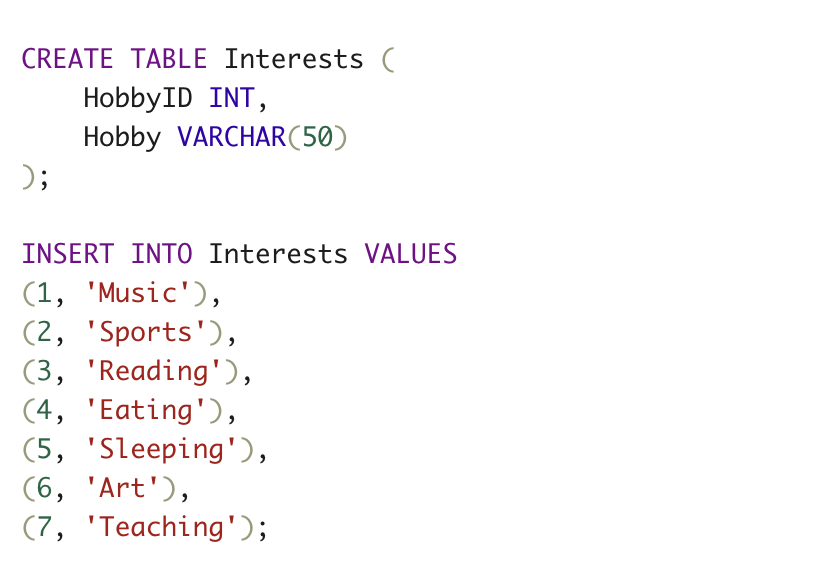 CREATE TABLE Interests (
    HobbyID INT,
    Hobby VARCHAR(50)
);

INSERT INTO Interests VALUES
(1, 'Music'),
(2, 'Sports'),
(3, 'Reading'),
(4, 'Eating'),
(5, 'Sleeping'),
(6, 'Art'),
(7, 'Teaching');